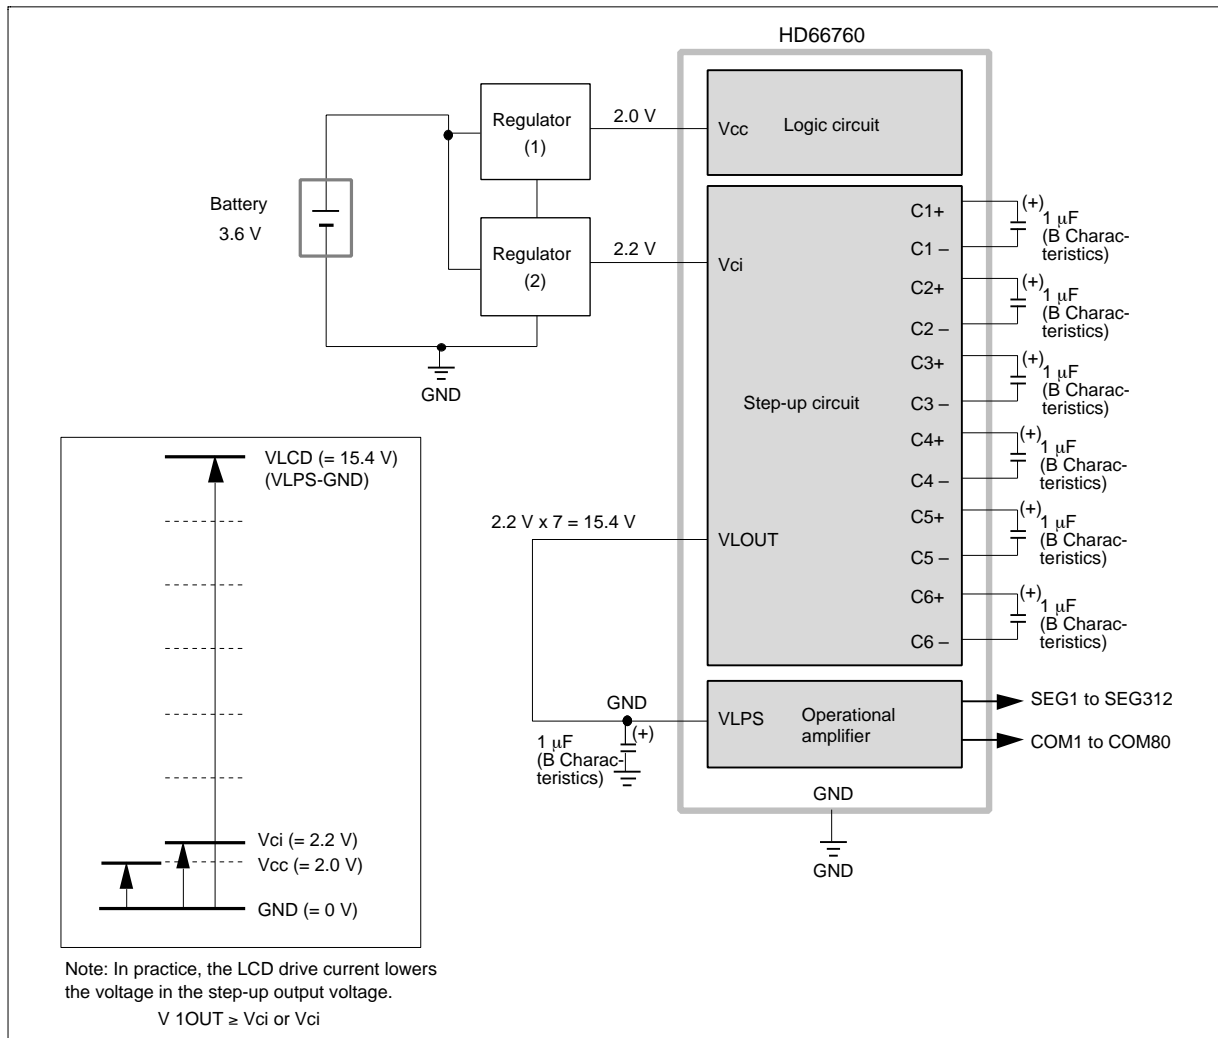 HD66760
Regulator
(1)
2.0 V
Vcc
Logic circuit
Battery
3.6 V
Regulator
(2)
2.2 V
Vci
GND
Step-up circuit
C1+
C1 –
(+)
1 μF
(B Charac-
teristics)
C2+
C2 –
(+)
1 μF
(B Charac-
teristics)
C3+
C3 –
(+)
1 μF
(B Charac-
teristics)
C4+
C4 –
(+)
1 μF
(B Charac-
teristics)
C5+
C5 –
(+)
1 μF
(B Charac-
teristics)
C6+
C6 –
(+)
1 μF
(B Charac-
teristics)
2.2 V x 7 = 15.4 V
VLOUT
GND
(+)
1 μF
(B Charac-
teristics)
VLPS
Operational
amplifier
SEG1 to SEG312
COM1 to COM80
GND
GND
VLCD (= 15.4 V)
(VLPS-GND)
Vci (= 2.2 V)
Vcc (= 2.0 V)
GND (= 0 V)
Note: In practice, the LCD drive current lowers
the voltage in the step-up output voltage.
V 1OUT ≥ Vci or Vci